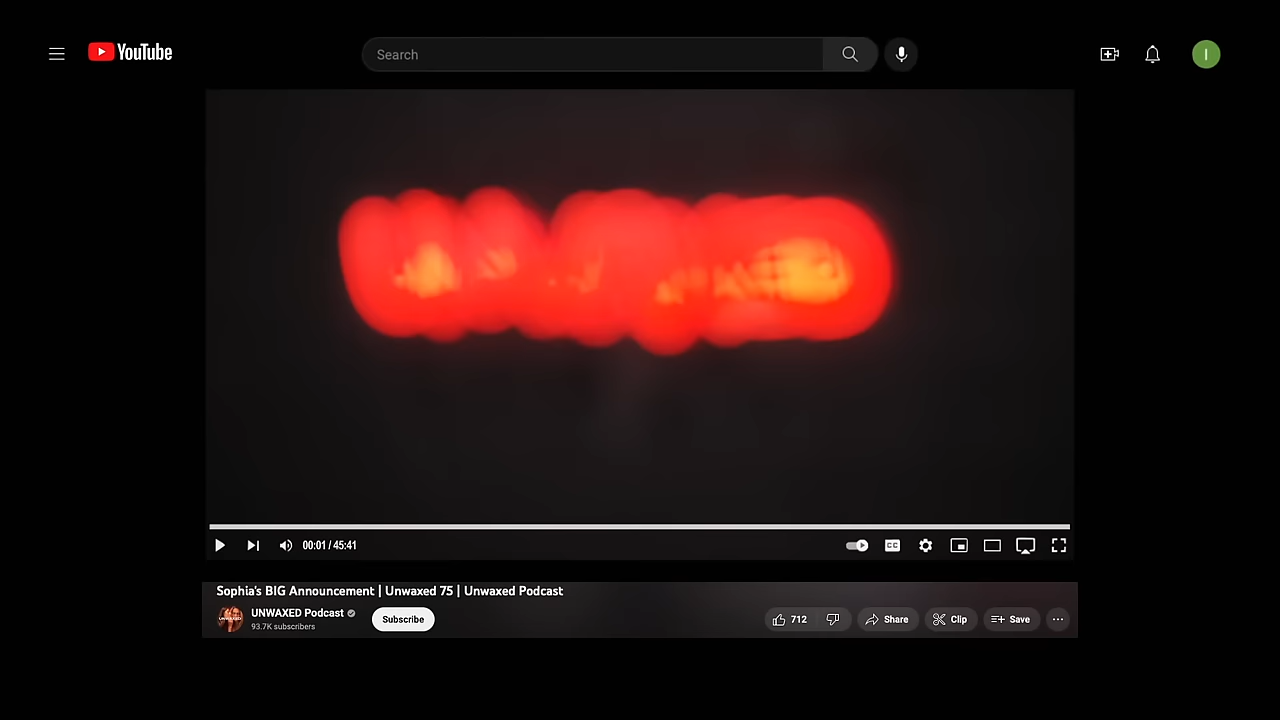 YouTube
Search
I
00:01 / 45:41
CC
Sophia's BIG Announcement | Unwaxed 75 | Unwaxed Podcast
UNWAXED Podcast
93.7K subscribers
Subscribe
712
Share
Clip
Save